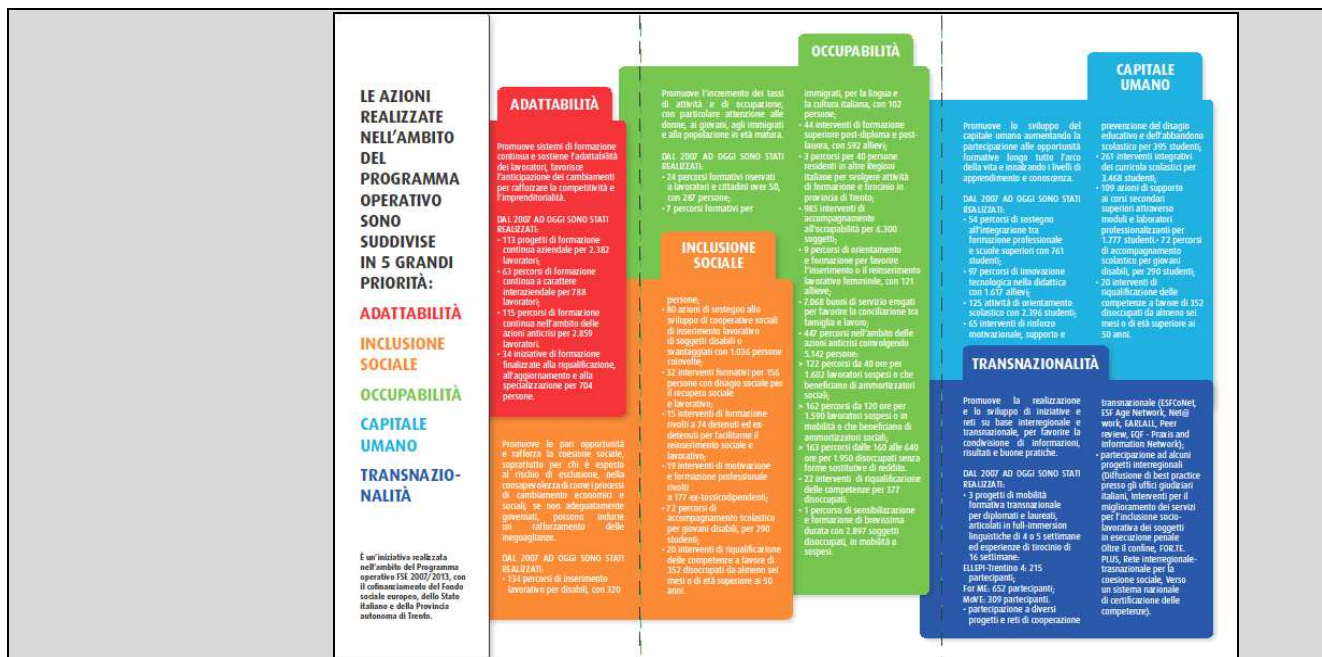 LE AZIONI
REALIZZATE
NELL'AMBITO
DEL
PROGRAMMA
OPERATIVO
SONO
SUDDIVISE
IN 5 GRANDI
PRIORITÀ:
ADATTABILITÀ
INCLUSIONE
SOCIALE
OCCUPABILITÀ
CAPITALE
UMANO
TRANSNAZIO-
NALITÀ
È un'iniziativa realizzata
nell'ambito del Programma
operativo FSE 2007/2013, con
il cofinanziamento del Fondo
sociale europeo, dello Stato
italiano e della Provincia
autonoma di Trento.
ADATTABILITÀ
Promuove sistemi di formazione
continua e sostiene l'adattabilità
dei lavoratori, favorisce
l'anticipazione dei cambiamenti
per rafforzare la competitività e
l'imprenditorialità.
DAL 2007 AD OGGI SONO STATI
REALIZZATI:
• 113 progetti di formazione
continua aziendale per 2.382
lavoratori;
• 63 percorsi di formazione
continua a carattere
interaziendale per 788
lavoratori;
• 115 percorsi di formazione
continua nell'ambito delle
azioni anticrisi per 2.859
lavoratori.
• 34 iniziative di formazione
finalizzate alla riqualificazione,
all'aggiornamento e alla
specializzazione per 704
persone.
Promuove le pari opportunità
e rafforza la coesione sociale,
soprattutto per chi è esposto
al rischio di esclusione, nella
consapevolezza di come i processi
di cambiamento economici e
sociali, se non adeguatamente
governati, possono indurre
un rafforzamento delle
ineguaglianze.
DAL 2007 AD OGGI SONO STATI
REALIZZATI:
• 134 percorsi di inserimento
lavorativo per disabili, con 320
INCLUSIONE
SOCIALE
persone;
• 80 azioni di sostegno allo
sviluppo di cooperative sociali
di inserimento lavorativo
di soggetti disabili o
svantaggiati con 1.036 persone
coinvolte;
• 32 interventi formativi per 156
persone con disagio sociale per
il recupero sociale
e lavorativo;
• 15 interventi di formazione
rivolti a 74 detenuti ed ex-
detenuti per facilitarne il
reinserimento sociale e
lavorativo;
• 19 interventi di motivazione
e formazione professionale
rivolti
a 177 ex-tossicodipendenti;
• 72 percorsi di
accompagnamento scolastico
per giovani disabili, per 290
studenti;
• 20 interventi di riqualificazione
delle competenze a favore di
352 disoccupati da almeno sei
mesi o di età superiore ai 50
anni.
OCCUPABILITÀ
Promuove l'incremento dei tassi
di attività e di occupazione,
con particolare attenzione alle
donne, ai giovani, agli immigrati
e alla popolazione in età matura.
DAL 2007 AD OGGI SONO STATI
REALIZZATI:
• 24 percorsi formativi riservati
a lavoratori e cittadini over 50,
con 287 persone;
• 7 percorsi formativi per
immigrati, per la lingua e
la cultura italiana, con 102
persone;
• 44 interventi di formazione
superiore post-diploma e post-
laurea, con 592 allievi;
• 3 percorsi per 40 persone
residenti in altre Regioni
italiane per svolgere attività
di formazione e tirocinio in
provincia di Trento;
• 985 interventi di
accompagnamento
all'occupabilità per 6.300
soggetti;
• 9 percorsi di orientamento
e formazione per favorire
l'inserimento o il reinserimento
lavorativo femminile, con 121
allieve;
• 7.068 buoni di servizio erogati
per favorire la conciliazione tra
famiglia e lavoro;
• 447 percorsi nell'ambito delle
azioni anticrisi coinvolgendo
5.142 persone:
> 122 percorsi da 40 ore per
1.602 lavoratori sospesi o che
beneficiano di ammortizzatori
sociali;
> 162 percorsi da 120 ore per
1.590 lavoratori sospesi o in
mobilità o che beneficiano di
ammortizzatori sociali;
> 163 percorsi dalle 160 alle 640
ore per 1.950 disoccupati senza
forme sostitutive di reddito.
• 22 interventi di riqualificazione
delle competenze per 377
disoccupati.
• 1 percorso di sensibilizzazione
e formazione di brevissima
durata con 2.897 soggetti
disoccupati, in mobilità o
sospesi.
CAPITALE
UMANO
Promuove lo sviluppo del
capitale umano aumentando la
partecipazione alle opportunità
formative lungo tutto l'arco
della vita e innalzando i livelli di
apprendimento e conoscenza.
DAL 2007 AD OGGI SONO STATI
REALIZZATI:
• 54 percorsi di sostegno
all'integrazione tra
formazione professionale
e scuole superiori con 761
studenti;
• 97 percorsi di innovazione
tecnologica nella didattica
con 1.617 allievi;
• 125 attività di orientamento
scolastico con 2.396 studenti;
• 65 interventi di rinforzo
motivazionale, supporto e
prevenzione del disagio
educativo e dell'abbandono
scolastico per 395 studenti;
• 261 interventi integrativi
dei curricola scolastici per
3.468 studenti;
• 109 azioni di supporto
ai corsi secondari
superiori attraverso
moduli e laboratori
professionalizzanti per
1.777 studenti • 72 percorsi
di accompagnamento
scolastico per giovani
disabili, per 290 studenti;
• 20 interventi di
riqualificazione delle
competenze a favore di 352
disoccupati da almeno sei
mesi o di età superiore ai
50 anni.
TRANSNAZIONALITÀ
Promuove la realizzazione
e lo sviluppo di iniziative e
reti su base interregionale e
transnazionale, per favorire la
condivisione di informazioni,
risultati e buone pratiche.
DAL 2007 AD OGGI SONO STATI
REALIZZATI:
• 3 progetti di mobilità
formativa transnazionale
per diplomati e laureati,
articolati in full-immersion
linguistiche di 4 o 5 settimane
ed esperienze di tirocinio di
16 settimane:
ELLEPI-Trentino 4: 215
partecipanti;
For ME: 652 partecipanti;
MoVE: 309 partecipanti.
• partecipazione a diversi
progetti e reti di cooperazione
transnazionale (ESFCoNet,
ESF Age Network, Net@
work, EARLALL, Peer
review, EQF - Praxis and
Information Network);
• partecipazione ad alcuni
progetti interregionali
(Diffusione di best practice
presso gli uffici giudiziari
italiani, Interventi per il
miglioramento dei servizi
per l'inclusione socio-
lavorativa dei soggetti
in esecuzione penale
Oltre il confine, FOR.TE.
PLUS, Rete interregionale-
trasnazionale per la
coesione sociale, Verso
un sistema nazionale
di certificazione delle
competenze).